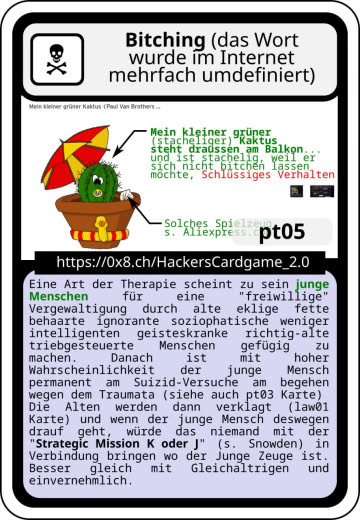 Bitching (das Wort
wurde im Internet
mehrfach umdefiniert)
Mein kleiner grüner Kaktus (Paul Van Brothers ...
Mein kleiner grüner
(stacheliger) Kaktus
steht draussen am Balkon...
und ist stachelig, weil er
sich nicht bitchen lassen
möchte, Schlüssiges Verhalten
Solches Spielzeug
s. Aliexpress.c
pt05
https://0x8.ch/HackersCardgame_2.0
Eine Art der Therapie scheint zu sein junge
Menschen für eine "freiwillige"
Vergewaltigung durch alte eklige fette
behaarte ignorante soziophatische weniger
intelligenten geisteskranke richtig-alte
triebgesteuerte Menschen gefügig zu
machen. Danach ist mit hoher
Wahrscheinlichkeit der junge Mensch
permanent am Suizid-Versuche am begehen
wegen dem Traumata (siehe auch pt03 Karte)
Die Alten werden dann verklagt (law01
Karte) und wenn der junge Mensch deswegen
drauf geht, würde das niemand mit der
"Strategic Mission K oder J" (s. Snowden) in
Verbindung bringen wo der Junge Zeuge ist.
Besser gleich mit Gleichaltrigen und
einvernehmlich.